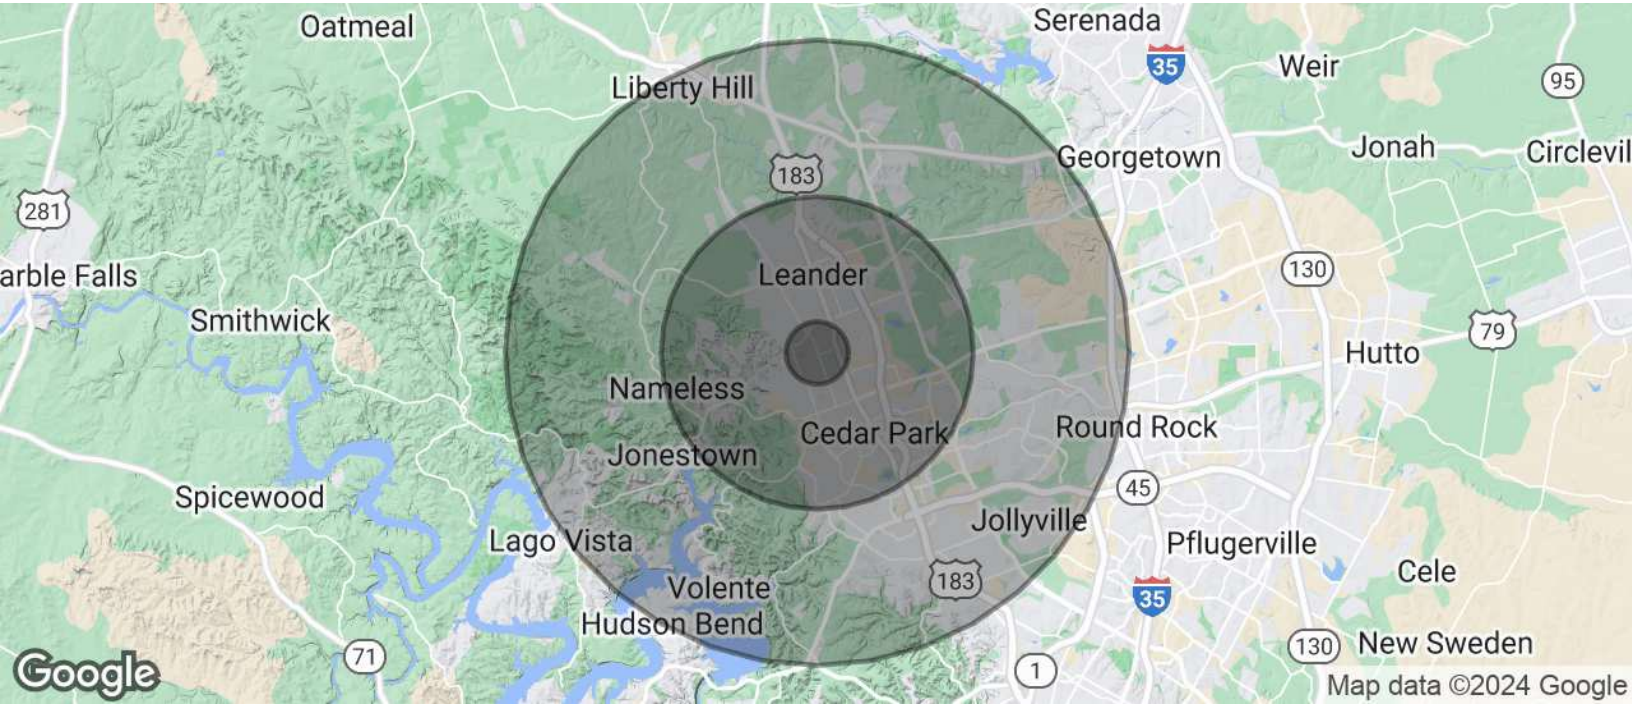 Oatmeal
Serenada
35
Weir
95
Liberty Hill
Georgetown
Jonah
Circlevil
183
281
Leander
130
arble Falls
Smithwick
79
Hutto
Nameless
Cedar Park
Round Rock
Jonestown
45
Spicewood
Jollyville
Lago Vista
Pflugerville
Cele
Volente
183
35
Hudson Bend
71
1
130
New Sweden
Google
Map data ©2024 Google